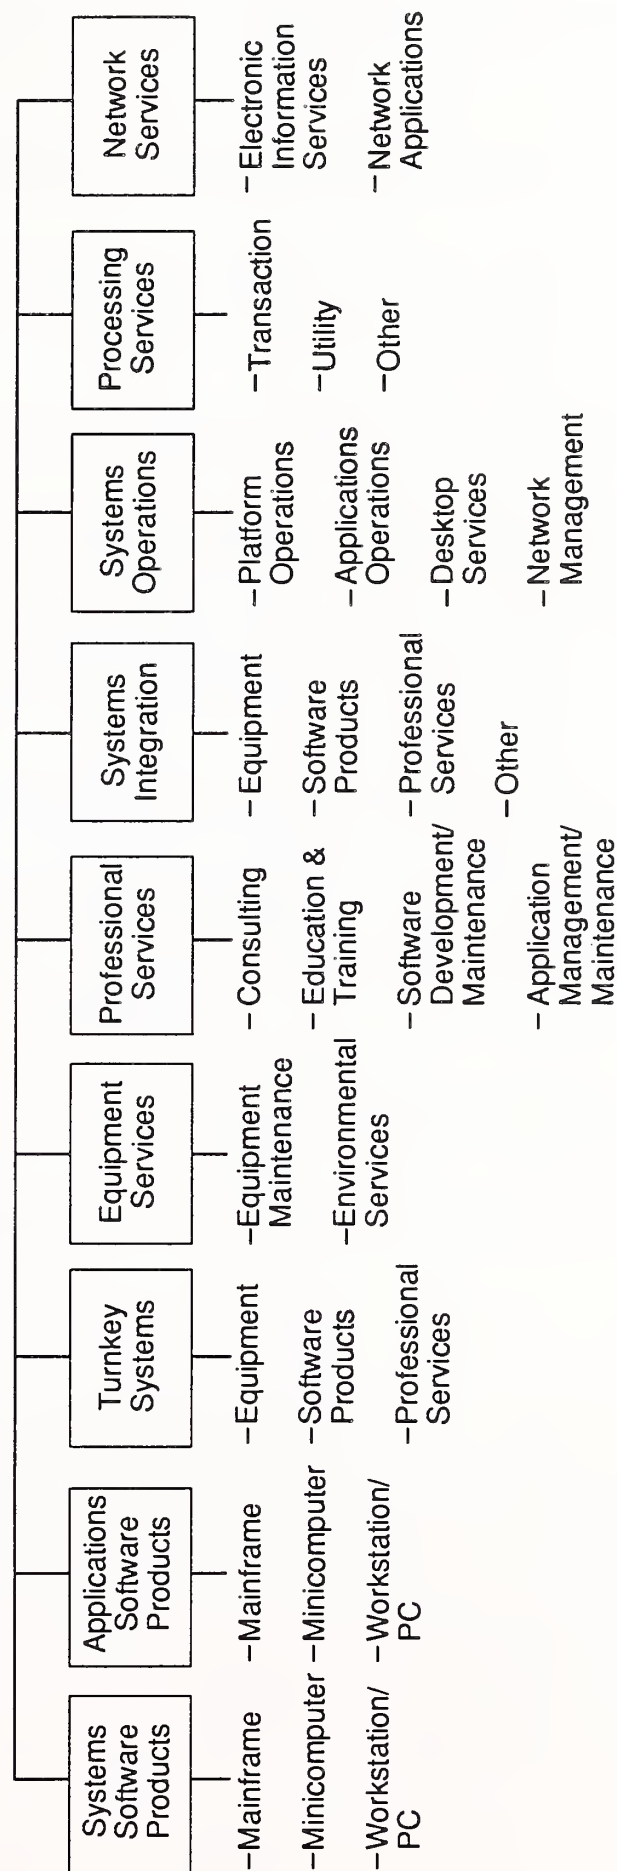 Systems
Software
Products
–Mainframe
–Minicomputer
–Workstation/
PC
Applications
Software
Products
–Mainframe
–Minicomputer
–Workstation/
PC
Turnkey
Systems
–Equipment
–Software
Products
–Professional
Services
Equipment
Services
–Equipment
Maintenance
–Environmental
Services
Professional
Services
–Consulting
–Education &
Training
–Software
Development/
Maintenance
–Application
Management/
Maintenance
Systems
Integration
–Equipment
–Software
Products
–Professional
Services
–Other
Systems
Operations
–Platform
Operations
–Applications
Operations
–Desktop
Services
–Network
Management
Processing
Services
–Transaction
–Utility
–Other
Network
Services
–Electronic
Information
Services
–Network
Applications